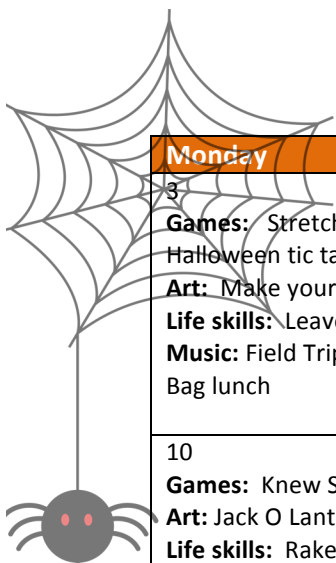 Monday
3
Games: Stretch
Halloween tic ta
Art: Make your
Life skills: Leave
Music: Field Trip
Bag lunch
10
Games: Knew S
Art: Jack O Lant
Life skills: Rake